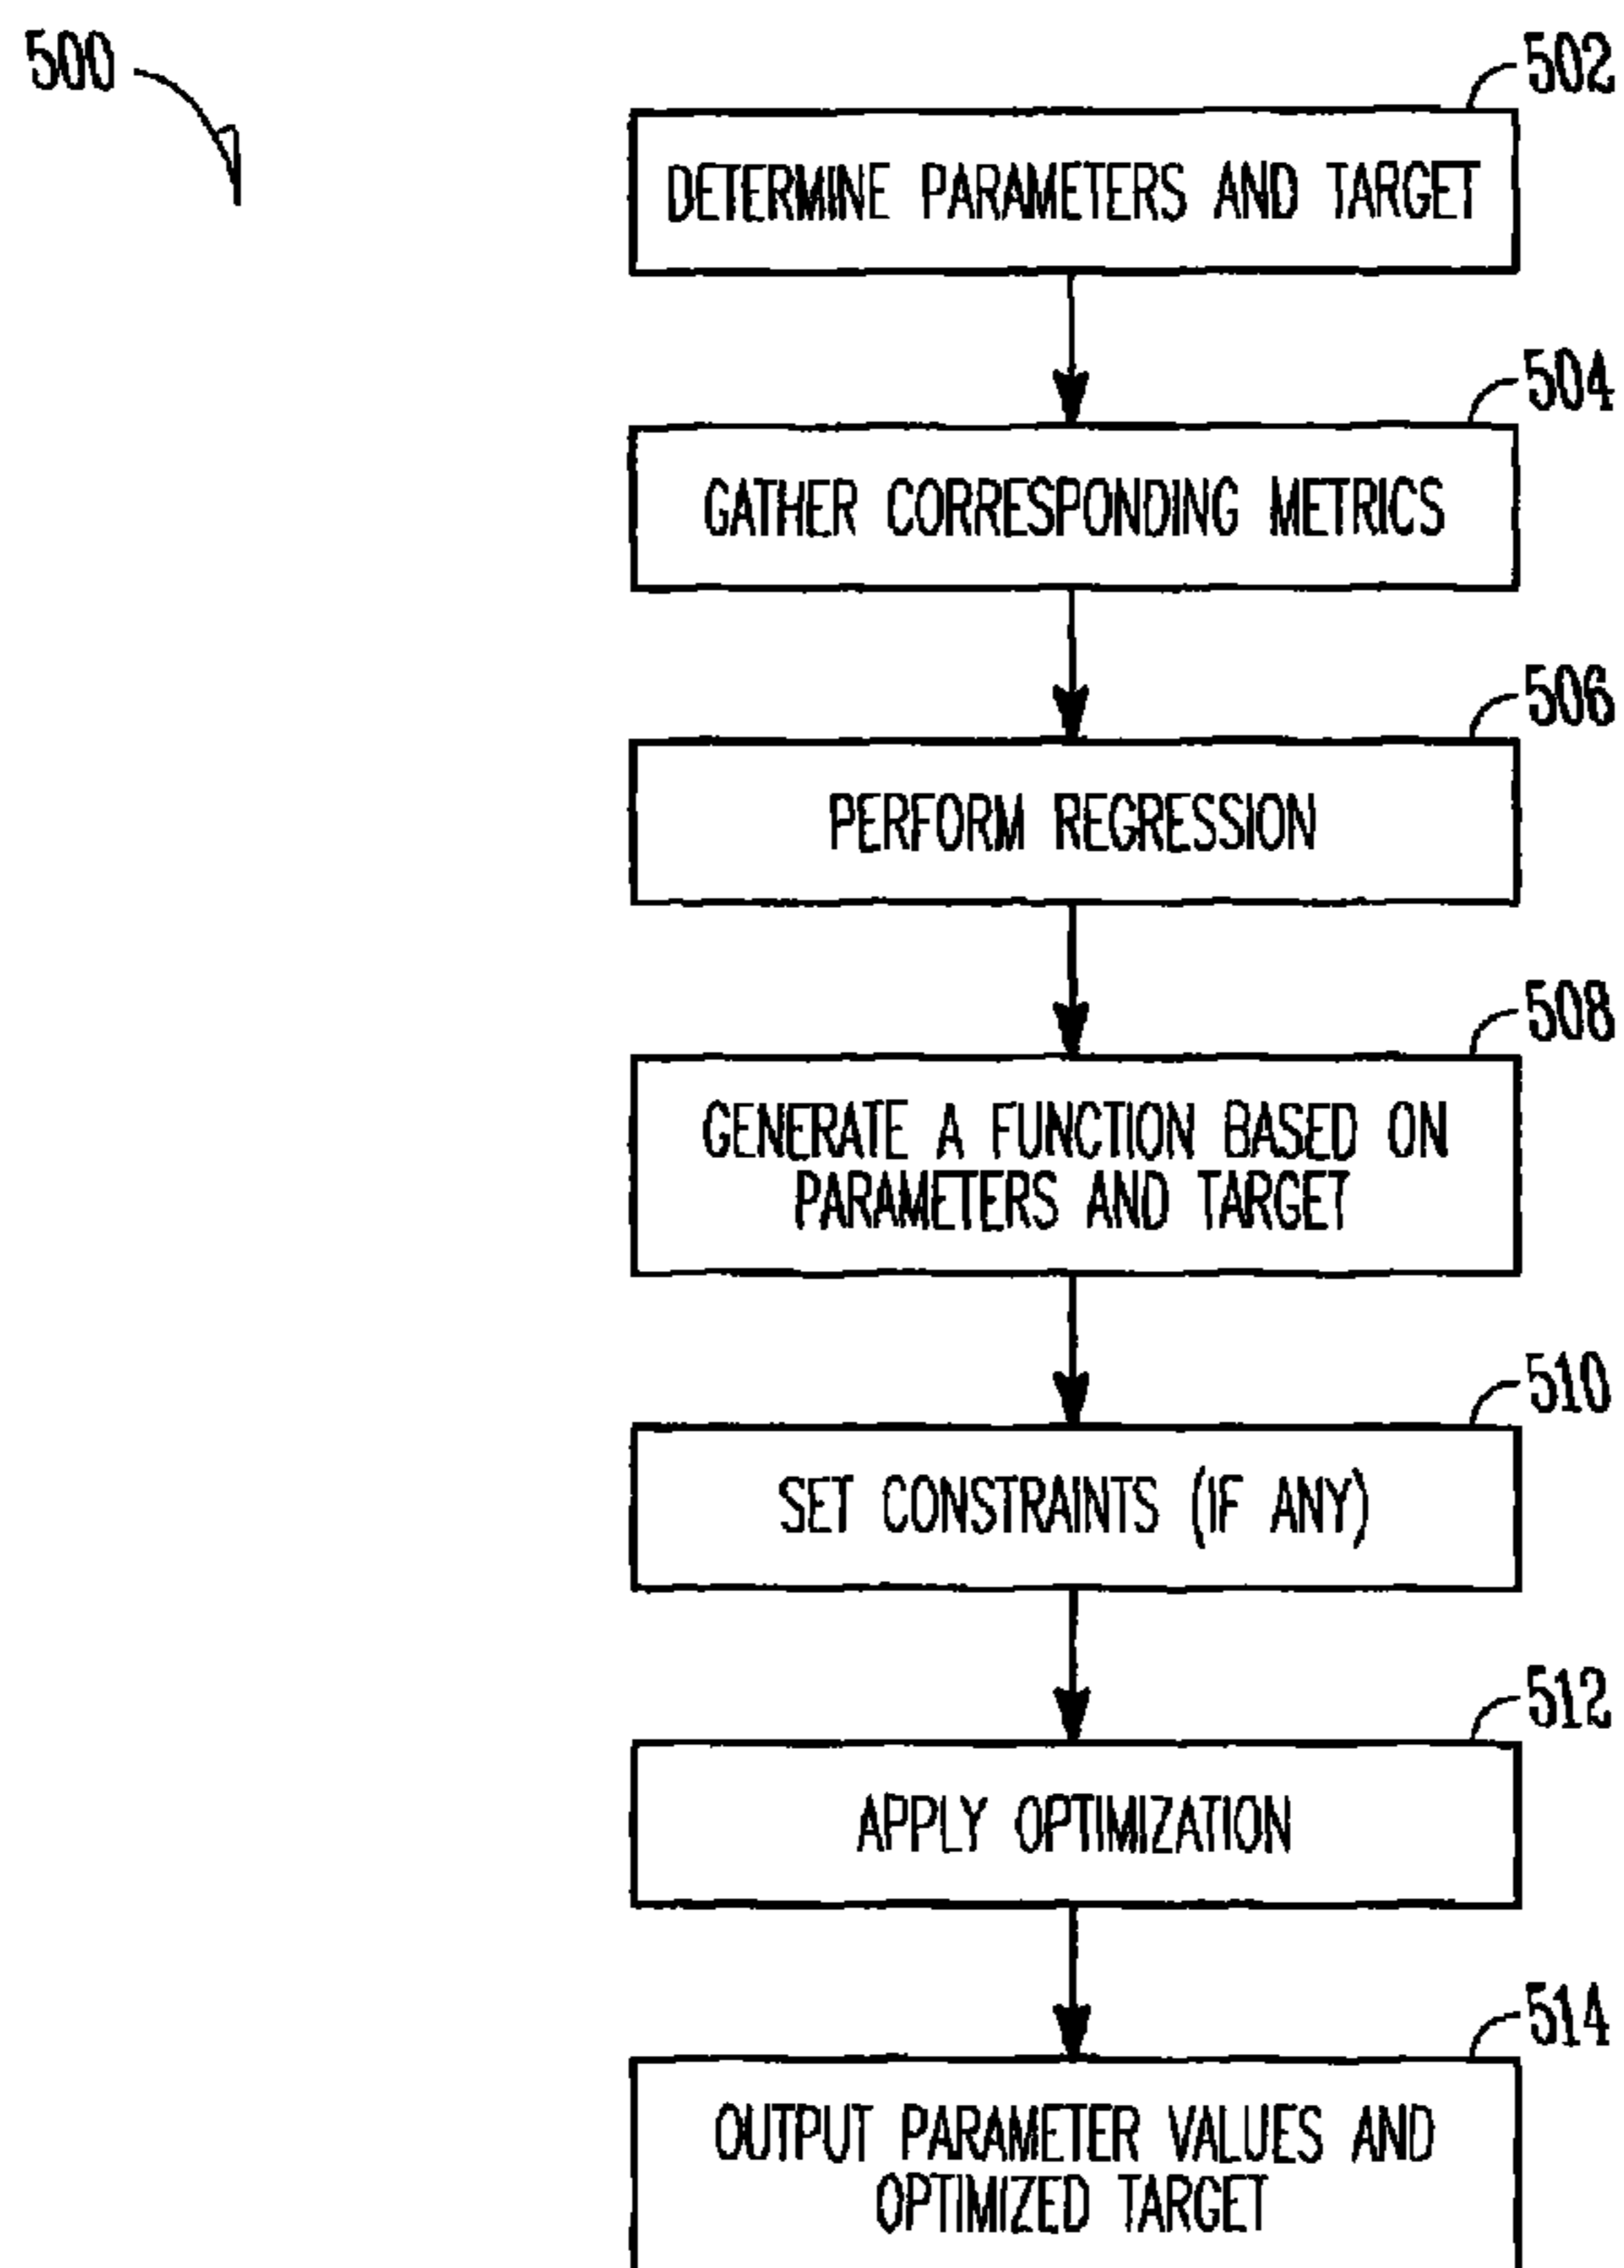 500
502
DETERMINE PARAMETERS AND TARGET
504
GATHER CORRESPONDING METRICS
506
PERFORM REGRESSION
508
GENERATE A FUNCTION BASED ON
PARAMETERS AND TARGET
510
SET CONSTRAINTS (IF ANY)
512
APPLY OPTIMIZATION
514
OUTPUT PARAMETER VALUES AND
OPTIMIZED TARGET